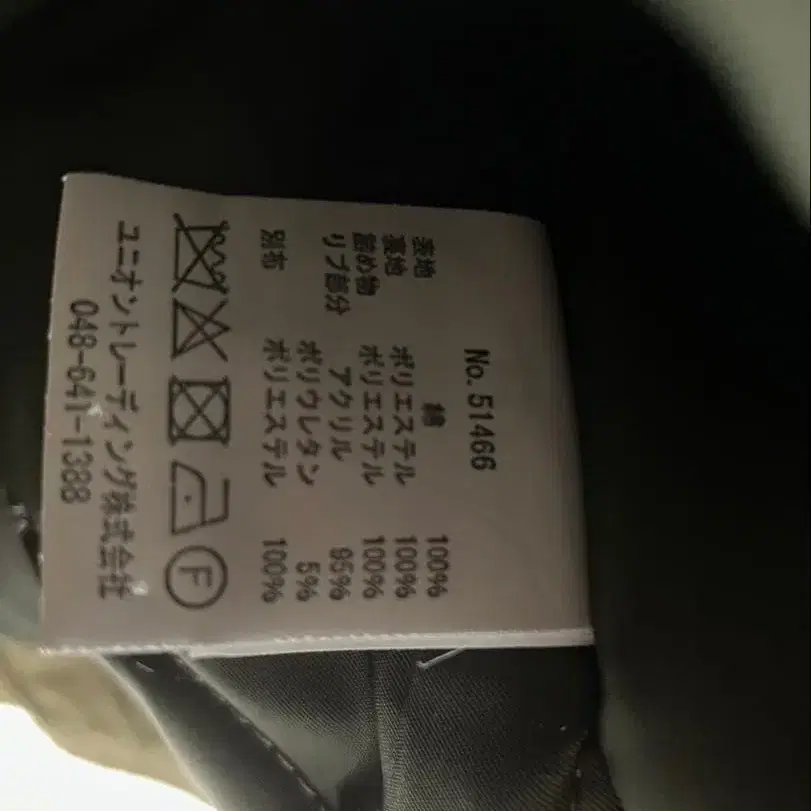 No. 51466
表地 綿 100%
裏地 ポリエステル 100%
詰め物 ポリエステル 100%
リブ部分 アクリル 95%
ポリウレタン 5%
別布 ポリエステル 100%
F
ユニオントレーディング株式会社
048-641-1388